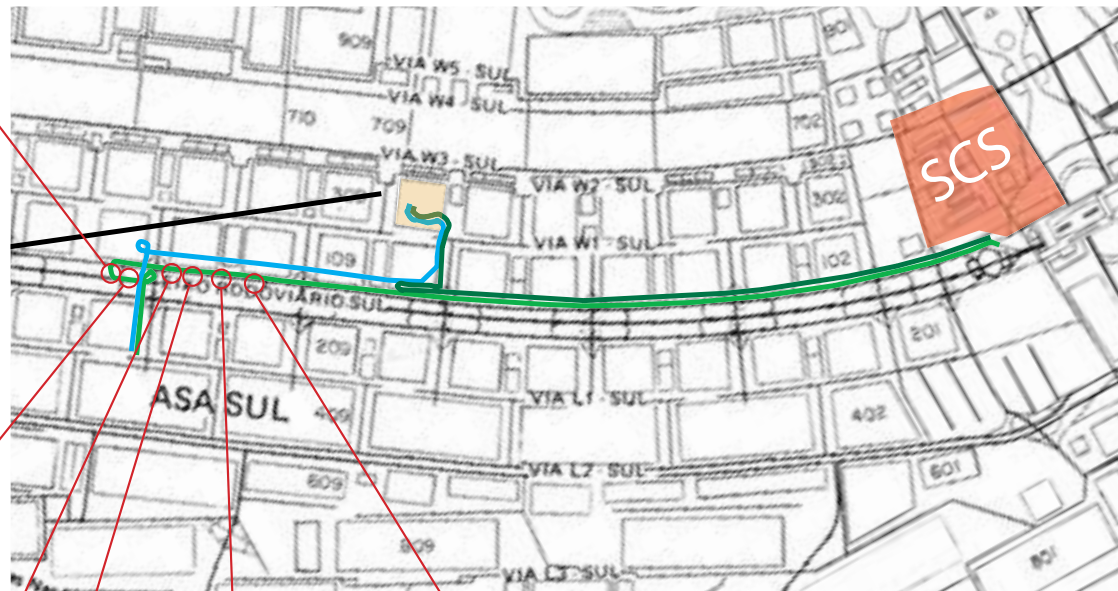 909
VIA W5 - SUL
VIA W4 - SUL
710
709
702
VIA W3 - SUL
VIA W2 - SUL
302
SCS
VIA W1 - SUL
109
102
RODOVIÁRIO SUL
209
201
ASA SUL
409
VIA L1 - SUL
402
VIA L2 - SUL
609
601
809
801
VIA L3 - SUL